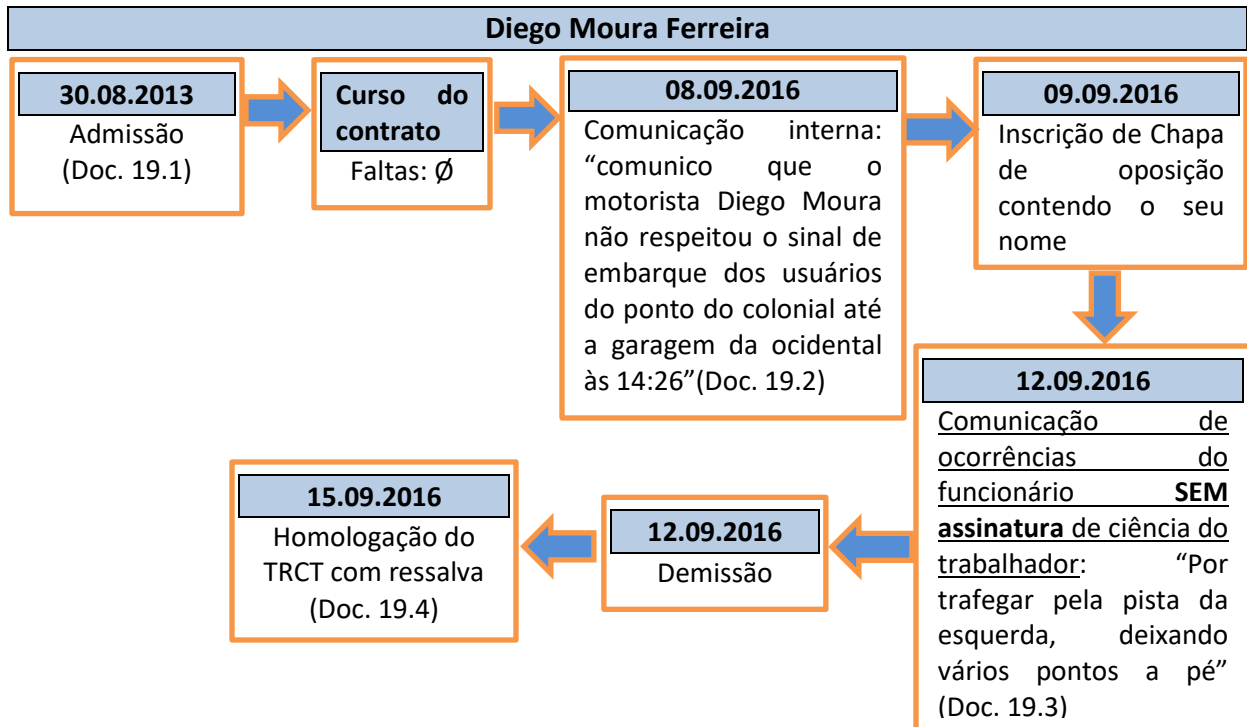 Diego Moura Ferreira
30.08.2013
Admissão
(Doc. 19.1)
Curso do
contrato
Faltas: Ø
08.09.2016
Comunicação interna:
“comunico que o
motorista Diego Moura
não respeitou o sinal de
embarque dos usuários
do ponto do colonial até
a garagem da ocidental
às 14:26”(Doc. 19.2)
09.09.2016
Inscrição de Chapa
de oposição
contendo o seu
nome
12.09.2016
Comunicação de
ocorrências do
funcionário SEM
assinatura de ciência do
trabalhador: “Por
trafegar pela pista da
esquerda, deixando
vários pontos a pé”
(Doc. 19.3)
12.09.2016
Demissão
15.09.2016
Homologação do
TRCT com ressalva
(Doc. 19.4)